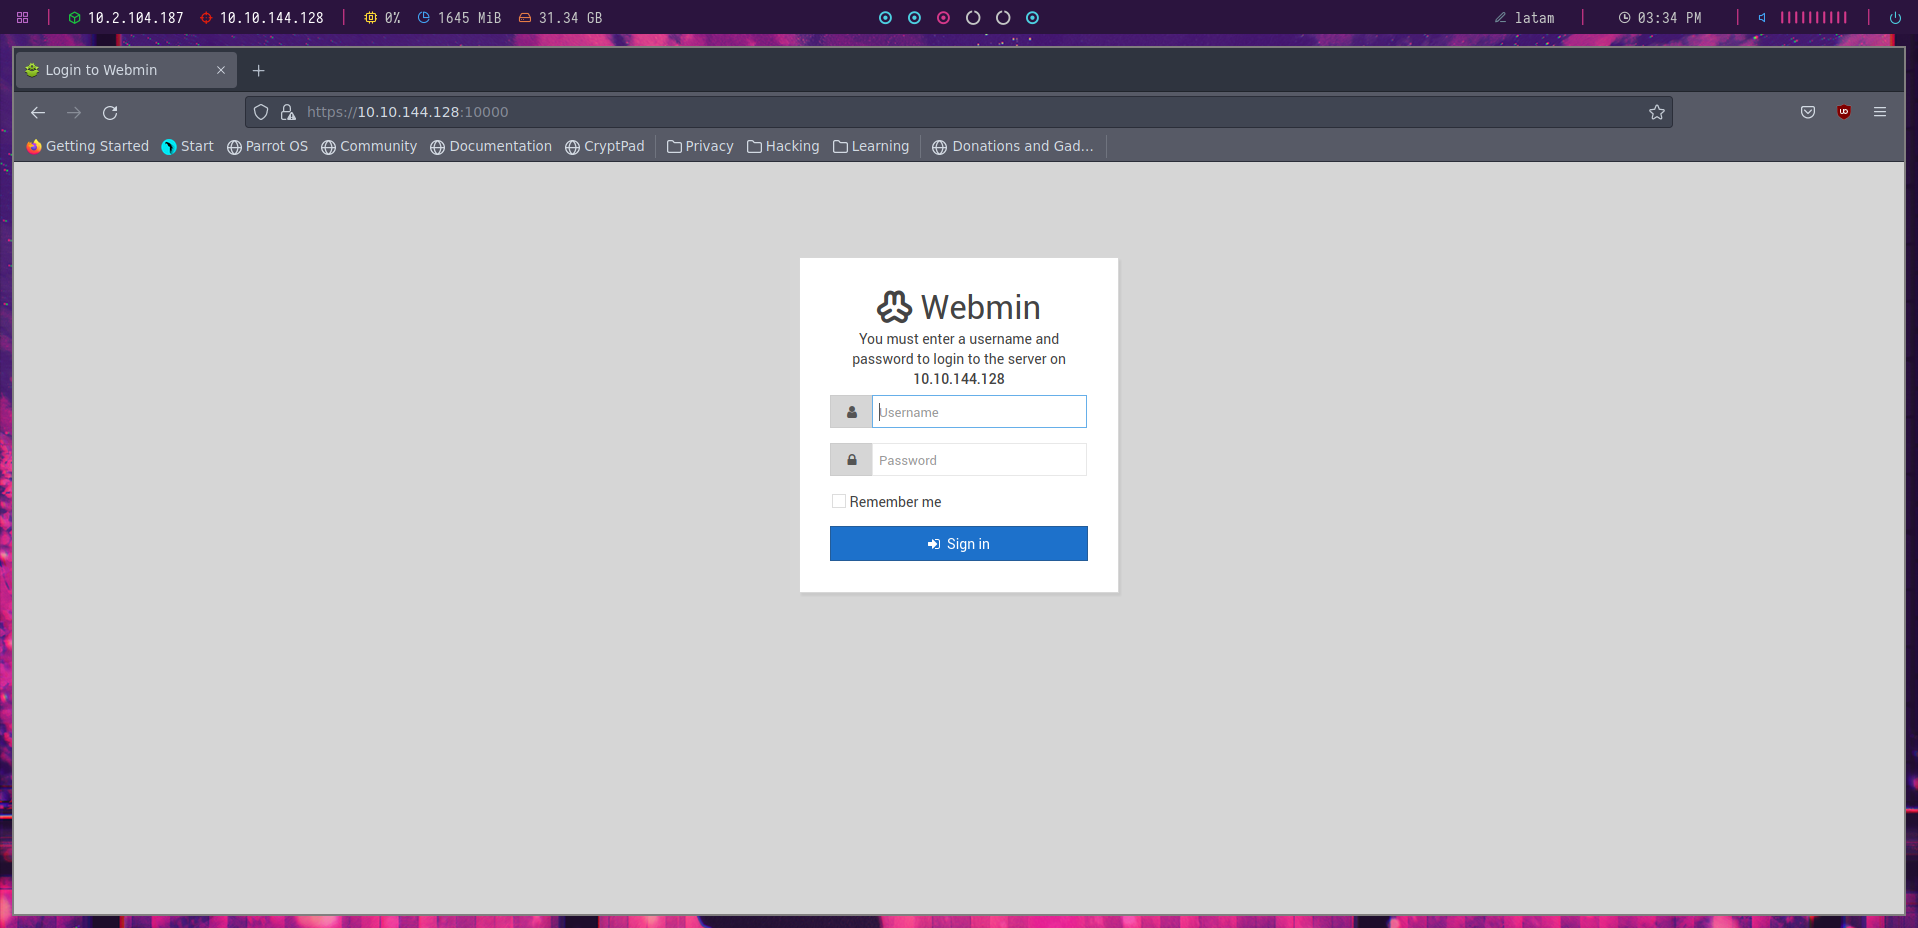 10.2.104.187 10.10.144.128 0% 1645 MiB 31.34 GB latam 03:34 PM
Login to Webmin
https://10.10.144.128:10000
Getting Started Start Parrot OS Community Documentation CryptPad Privacy Hacking Learning Donations and Gad...
Webmin
You must enter a username and
password to login to the server on
10.10.144.128
Username
Password
Remember me
Sign in